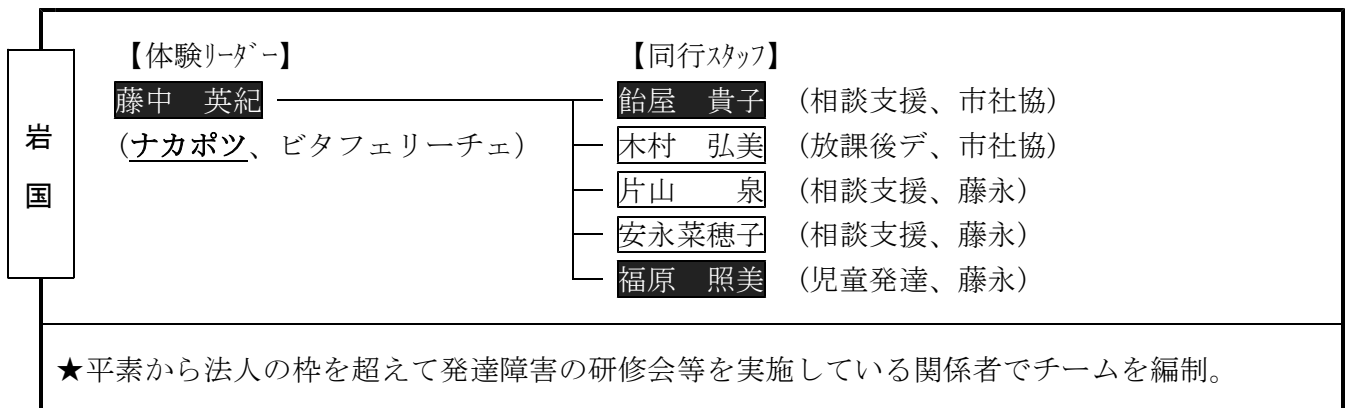 岩国
【体験ﾘｰﾀﾞｰ】 【同行ｽﾀｯﾌ】
藤中 英紀 飴屋 貴子 (相談支援、市社協)
(ナカポツ、ビタフェリーチェ) 木村 弘美 (放課後デ、市社協)
片山 泉 (相談支援、藤永)
安永菜穂子 (相談支援、藤永)
福原 照美 (児童発達、藤永)
★平素から法人の枠を超えて発達障害の研修会等を実施している関係者でチームを編制。